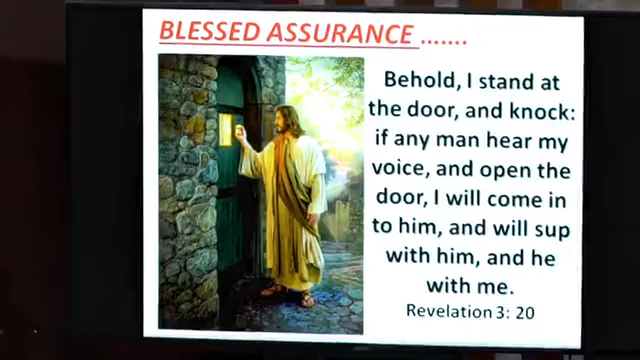 BLESSED ASSURANCE …….
Behold, I stand at
the door, and knock:
if any man hear my
voice, and open the
door, I will come in
to him, and will sup
with him, and he
with me.
Revelation 3: 20